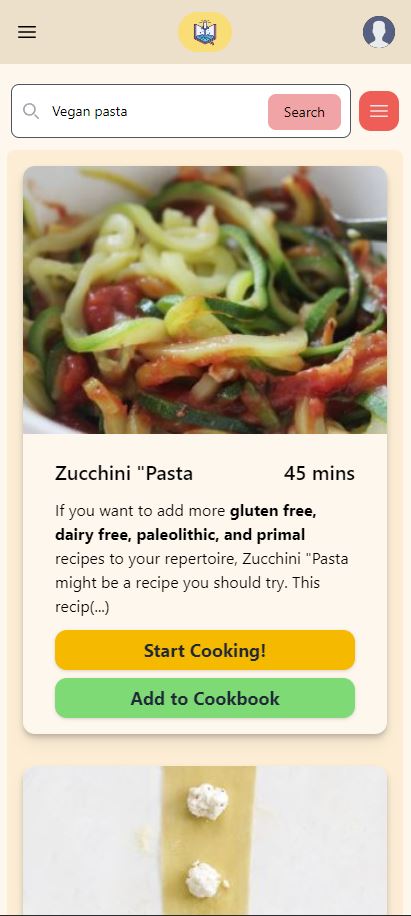 Vegan pasta
Search
Zucchini "Pasta
45 mins
If you want to add more gluten free,
dairy free, paleolithic, and primal
recipes to your repertoire, Zucchini "Pasta
might be a recipe you should try. This
recip(...)
Start Cooking!
Add to Cookbook